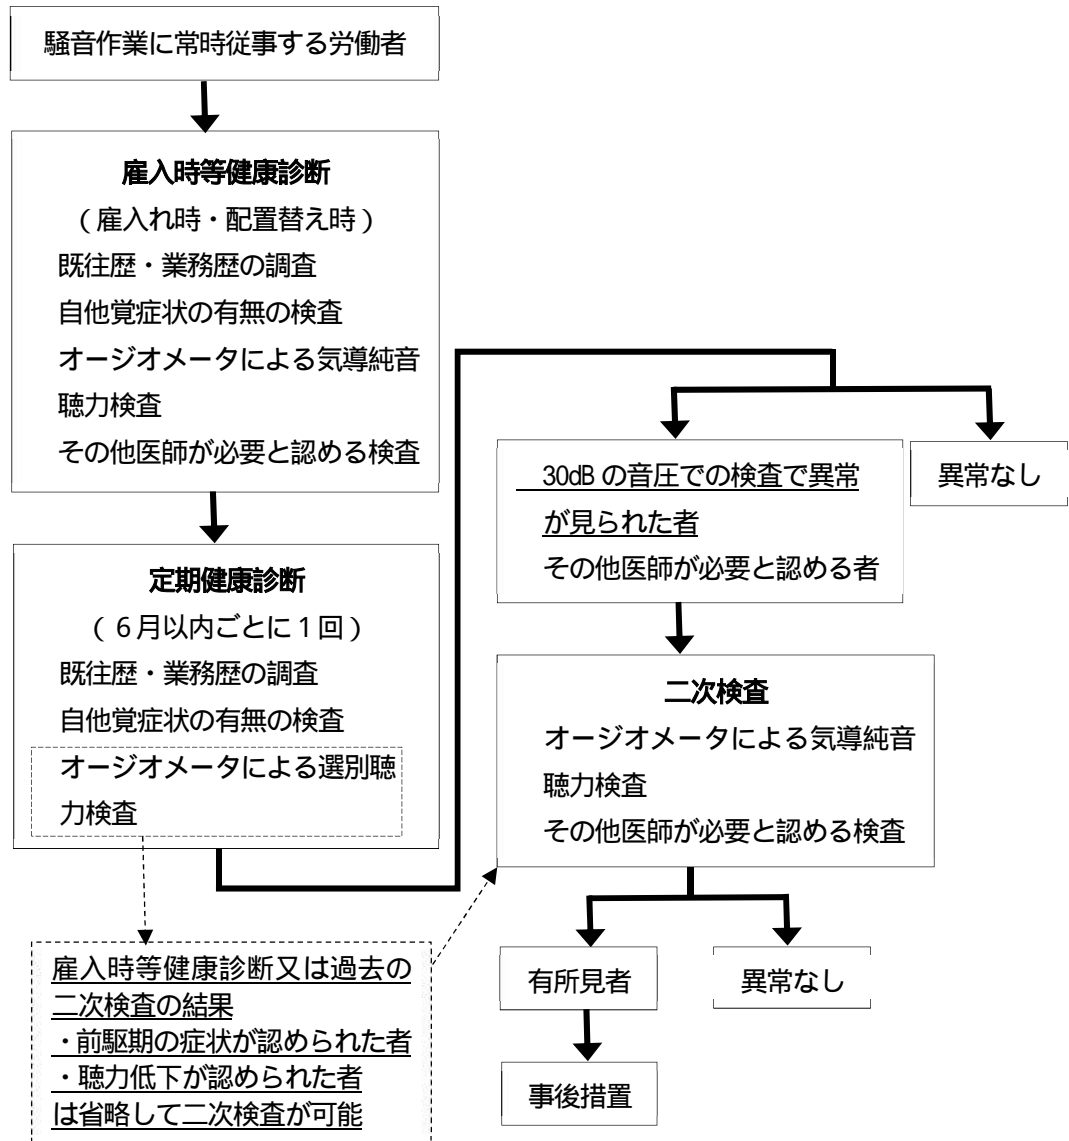 騒音作業に常時従事する労働者
雇入時等健康診断
（雇入れ時・配置替え時）
既往歴・業務歴の調査
自他覚症状の有無の検査
オージオメータによる気導純音
聴力検査
その他医師が必要と認める検査
定期健康診断
（６月以内ごとに１回）
既往歴・業務歴の調査
自他覚症状の有無の検査
オージオメータによる選別聴
力検査
雇入時等健康診断又は過去の
二次検査の結果
・前駆期の症状が認められた者
・聴力低下が認められた者
は省略して二次検査が可能
30dBの音圧での検査で異常
が見られた者
その他医師が必要と認める者
異常なし
二次検査
オージオメータによる気導純音
聴力検査
その他医師が必要と認める検査
有所見者
異常なし
事後措置